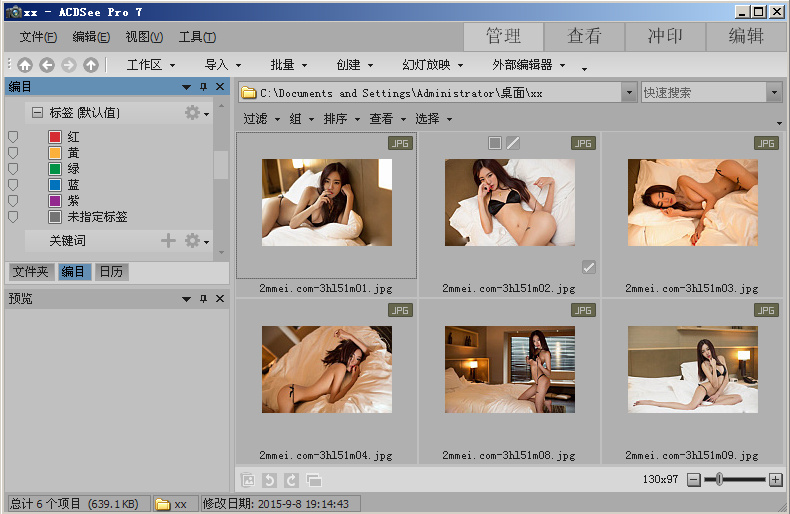 xx - ACDSee Pro 7
文件(F) 编辑(E) 视图(V) 工具(T)
管理 查看 冲印 编辑
工作区 导入 批量 创建 幻灯放映 外部编辑器
编目
C:\Documents and Settings\Administrator\桌面\xx
快速搜索
标签 (默认值)
红
黄
绿
蓝
紫
未指定标签
关键词
文件夹 编目 日历
预览
过滤 组 排序 查看 选择
JPG
JPG
JPG
2mmei.com-3hl51m01.jpg
2mmei.com-3hl51m02.jpg
2mmei.com-3hl51m03.jpg
JPG
JPG
JPG
2mmei.com-3hl51m04.jpg
2mmei.com-3hl51m08.jpg
2mmei.com-3hl51m09.jpg
130x97
总计 6 个项目 (639.1KB) xx 修改日期: 2015-9-8 19:14:43